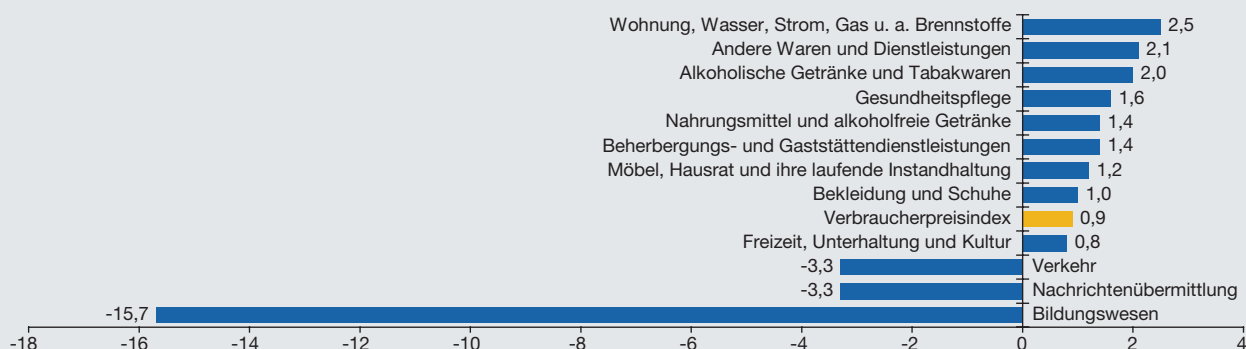 Wohnung, Wasser, Strom, Gas u. a. Brennstoffe 2,5
Andere Waren und Dienstleistungen 2,1
Alkoholische Getränke und Tabakwaren 2,0
Gesundheitspflege 1,6
Nahrungsmittel und alkoholfreie Getränke 1,4
Beherbergungs- und Gaststättendienstleistungen 1,4
Möbel, Hausrat und ihre laufende Instandhaltung 1,2
Bekleidung und Schuhe 1,0
Verbraucherpreisindex 0,9
Freizeit, Unterhaltung und Kultur 0,8
-3,3 Verkehr
-3,3 Nachrichtenübermittlung
-15,7 Bildungswesen
-18 -16 -14 -12 -10 -8 -6 -4 -2 0 2 4